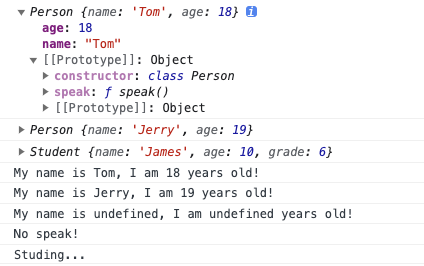 ▼ Person {name: 'Tom', age: 18} i
age: 18
name: "Tom"
▼ [[Prototype]]: Object
▶ constructor: class Person
▶ speak: ƒ speak()
▶ [[Prototype]]: Object
▶ Person {name: 'Jerry', age: 19}
▶ Student {name: 'James', age: 10, grade: 6}
My name is Tom, I am 18 years old!
My name is Jerry, I am 19 years old!
My name is undefined, I am undefined years old!
No speak!
Studing...